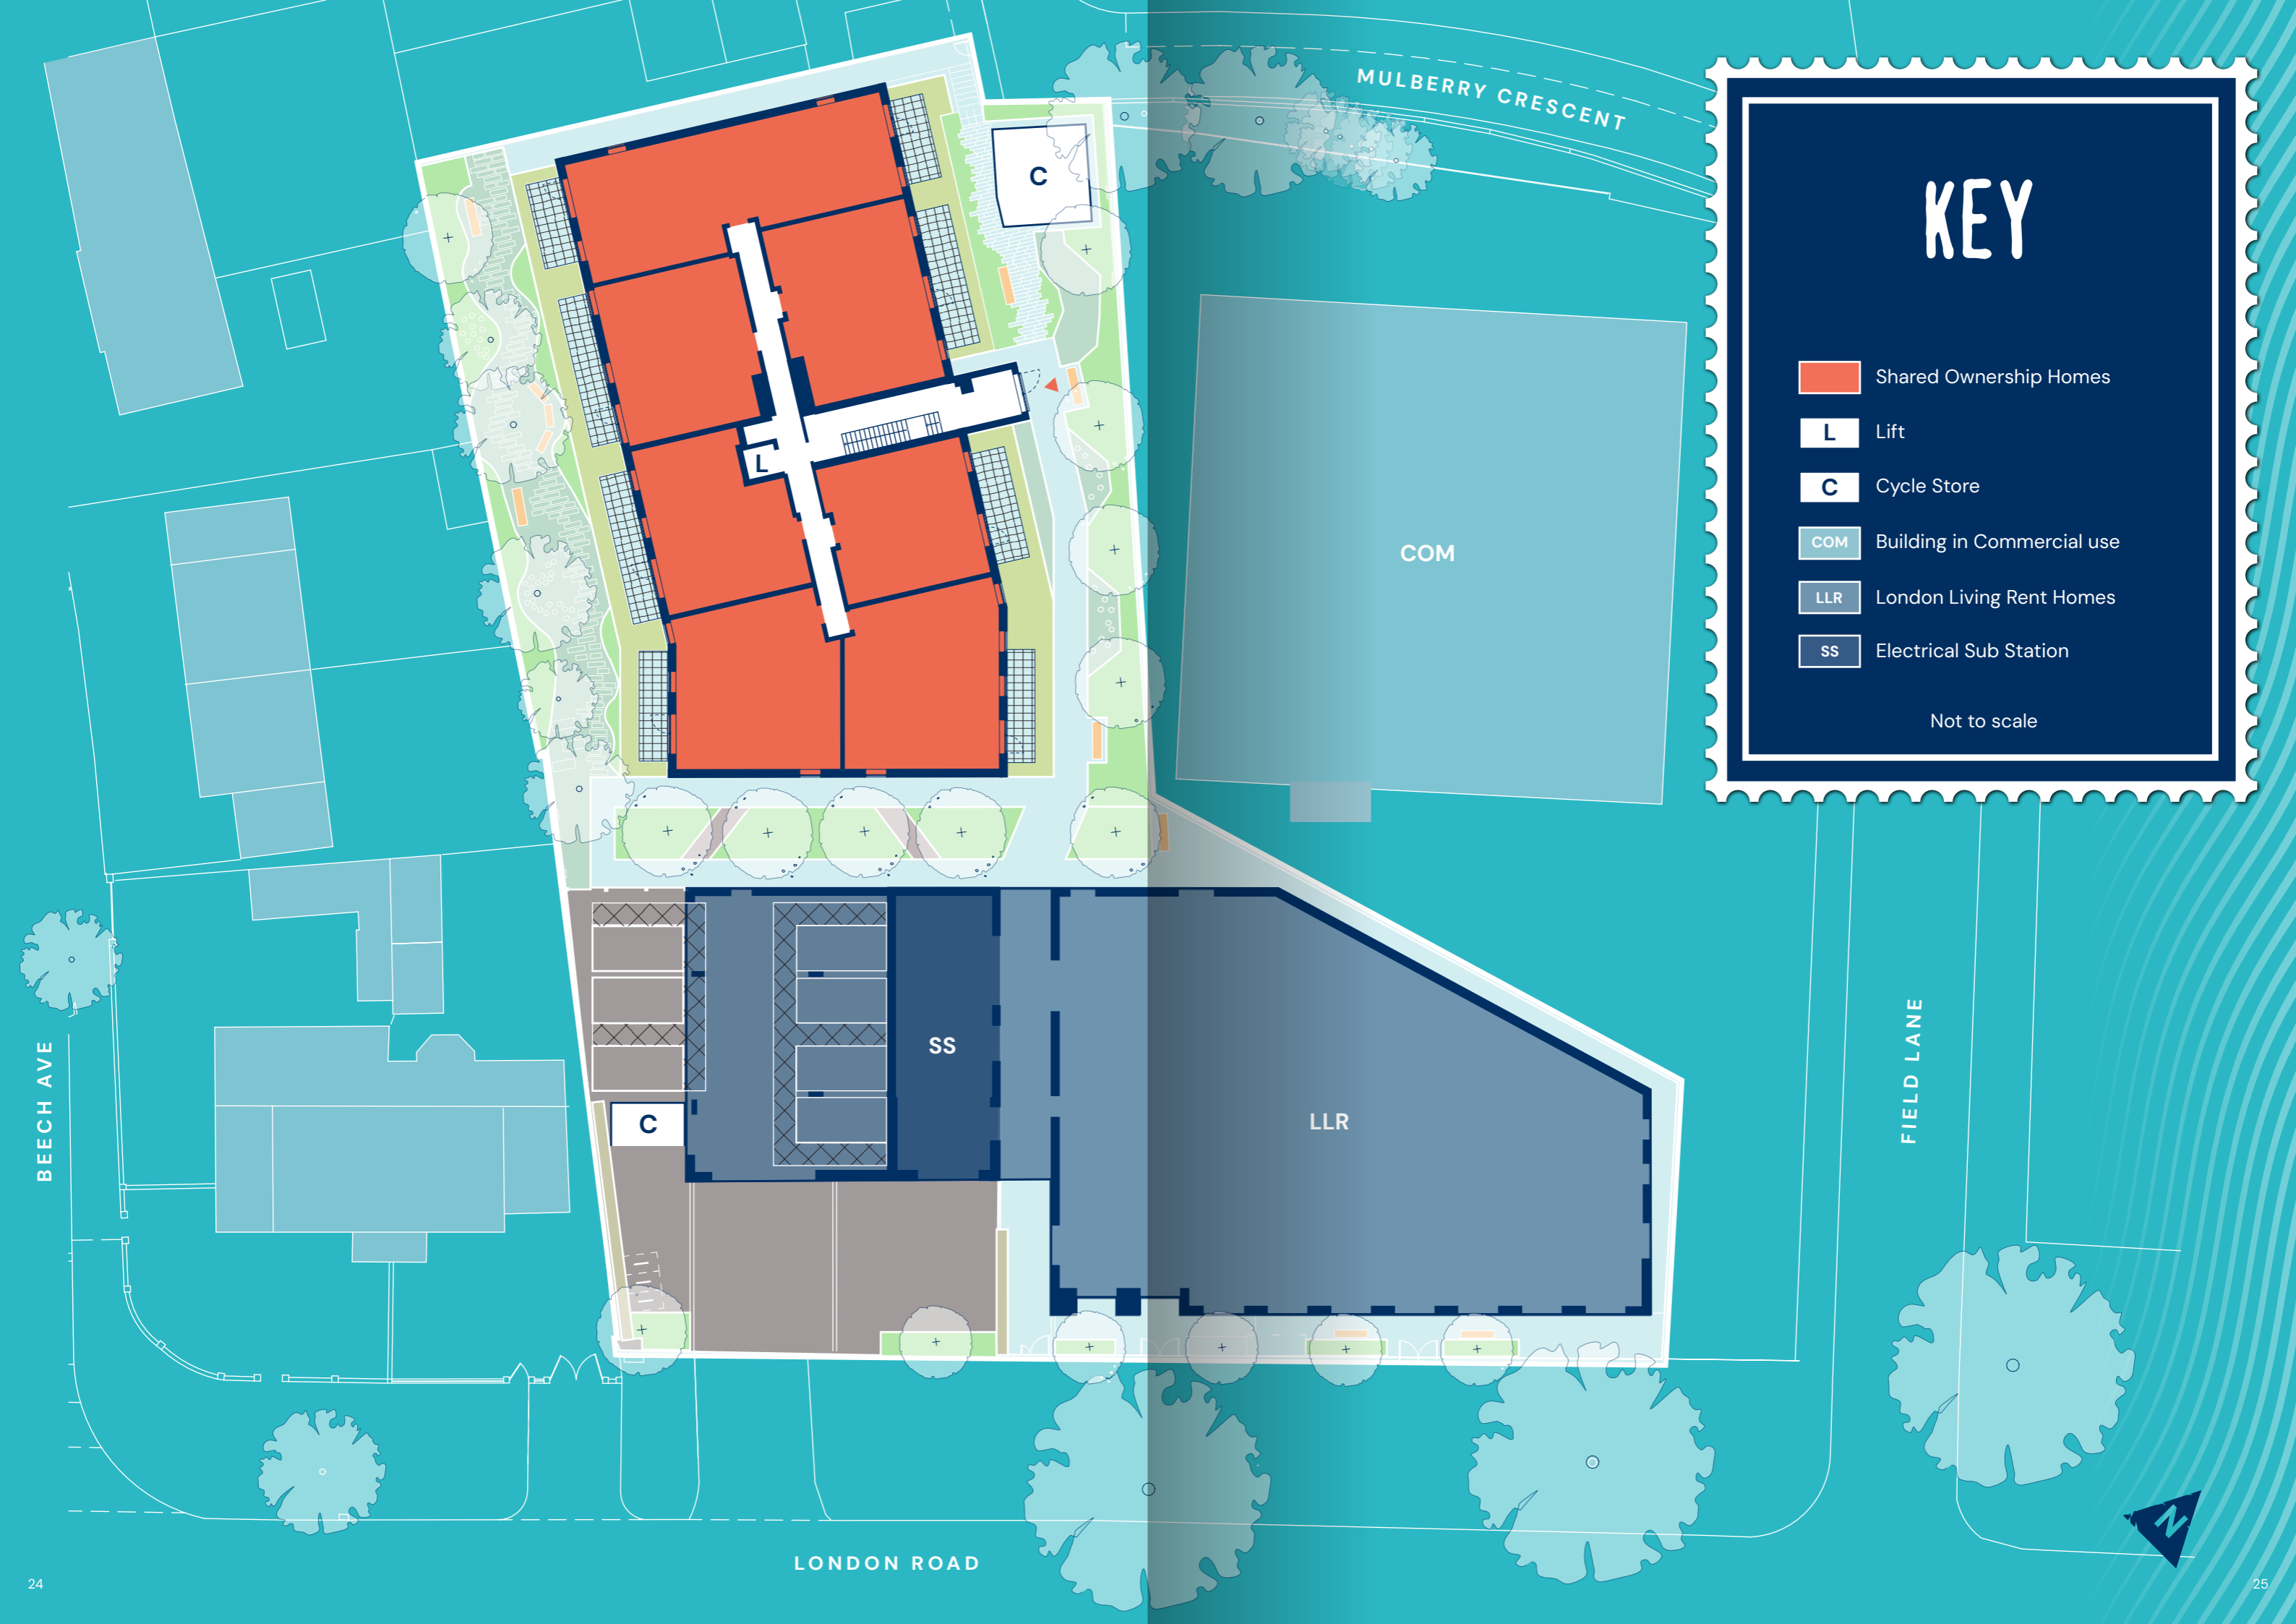 MULBERRY CRESCENT
C
L
COM
KEY
Shared Ownership Homes
L Lift
C Cycle Store
COM Building in Commercial use
LLR London Living Rent Homes
SS Electrical Sub Station
Not to scale
SS
LLR
C
BEECH AVE
FIELD LANE
LONDON ROAD
N
24
25